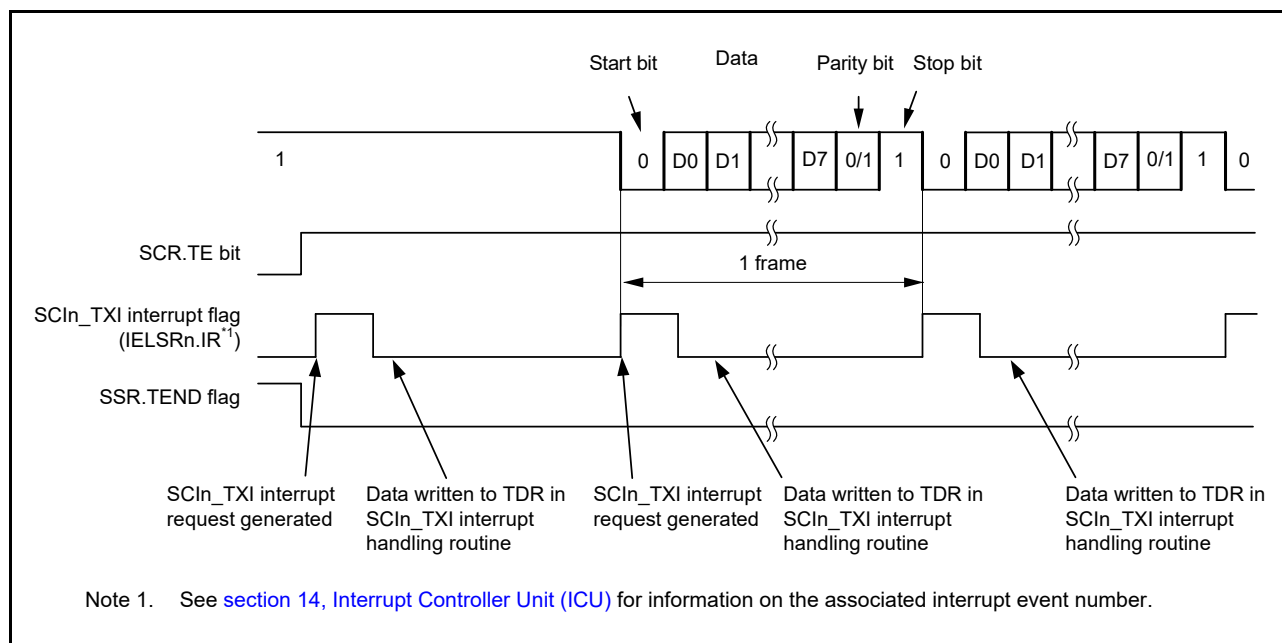 Start bit
Data
Parity bit
Stop bit
1
0 D0 D1 D7 0/1 1 0 D0 D1 D7 0/1 1 0
SCR.TE bit
1 frame
SCIn_TXI interrupt flag
(IELSRn.IR*1)
SSR.TEND flag
SCIn_TXI interrupt
request generated
Data written to TDR in
SCIn_TXI interrupt
handling routine
SCIn_TXI interrupt
request generated
Data written to TDR in
SCIn_TXI interrupt
handling routine
Data written to TDR in
SCIn_TXI interrupt
handling routine
Note 1. See section 14, Interrupt Controller Unit (ICU) for information on the associated interrupt event number.